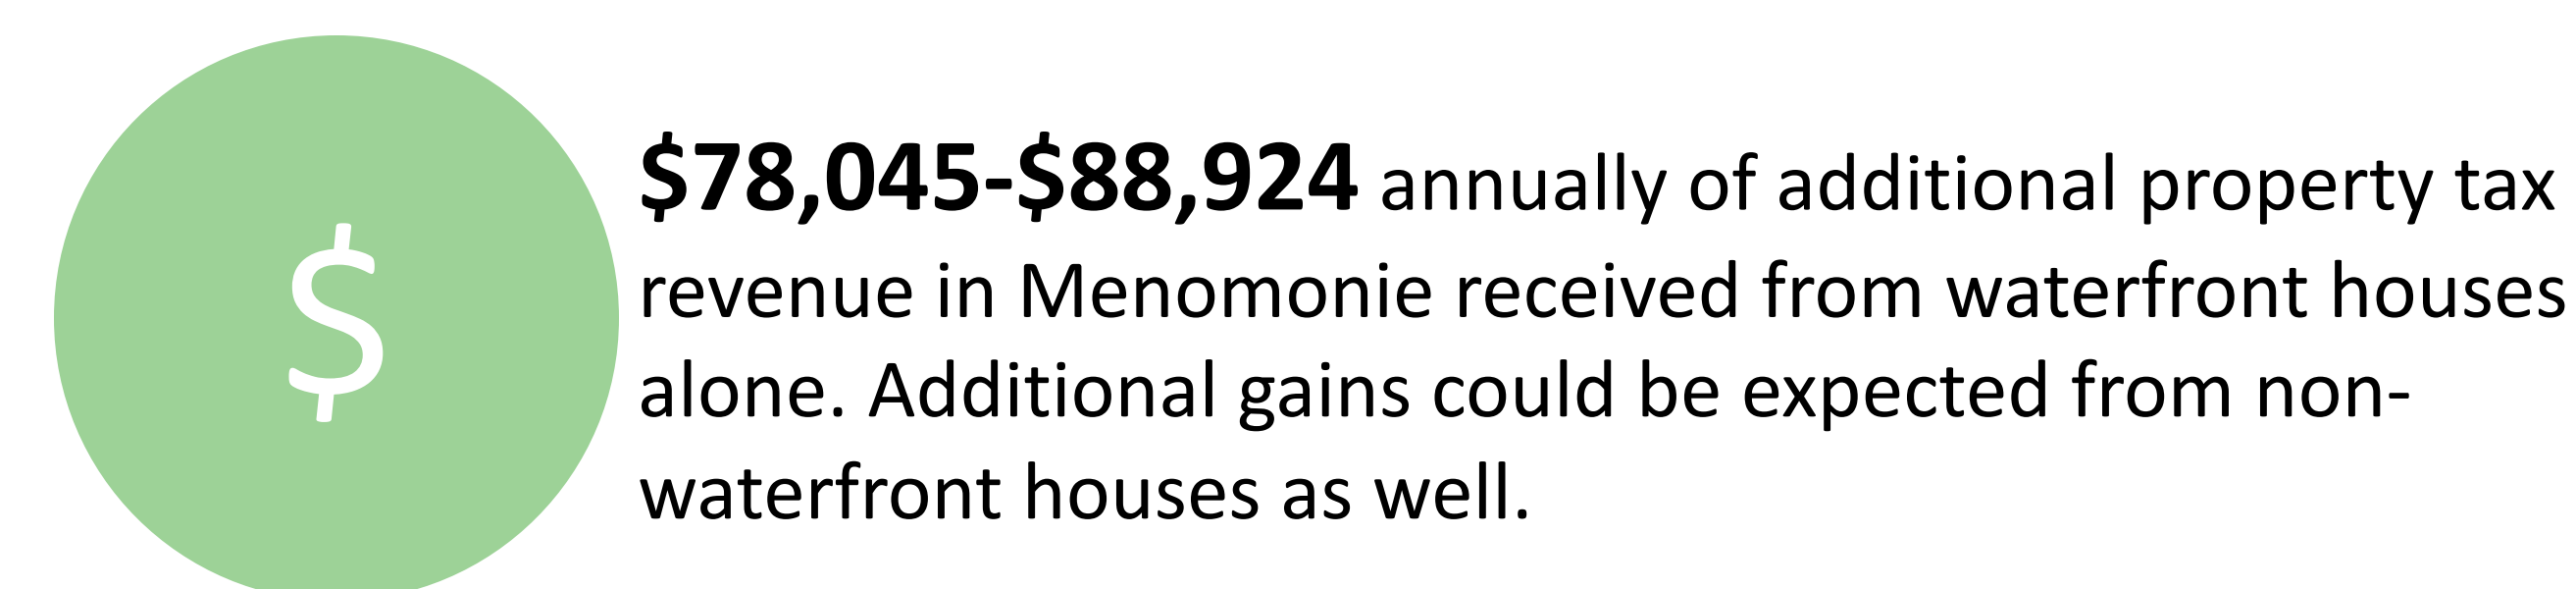 $
$78,045-$88,924 annually of additional property tax
revenue in Menomonie received from waterfront houses
alone. Additional gains could be expected from non-
waterfront houses as well.